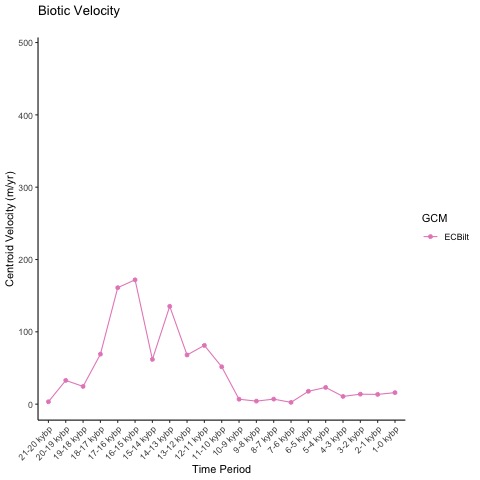 Biotic Velocity
Centroid Velocity (m/yr)
500
400
300
200
100
0
21-20 kybp
20-19 kybp
19-18 kybp
18-17 kybp
17-16 kybp
16-15 kybp
15-14 kybp
14-13 kybp
13-12 kybp
12-11 kybp
11-10 kybp
10-9 kybp
9-8 kybp
8-7 kybp
7-6 kybp
6-5 kybp
5-4 kybp
4-3 kybp
3-2 kybp
2-1 kybp
1-0 kybp
Time Period
GCM
ECBilt